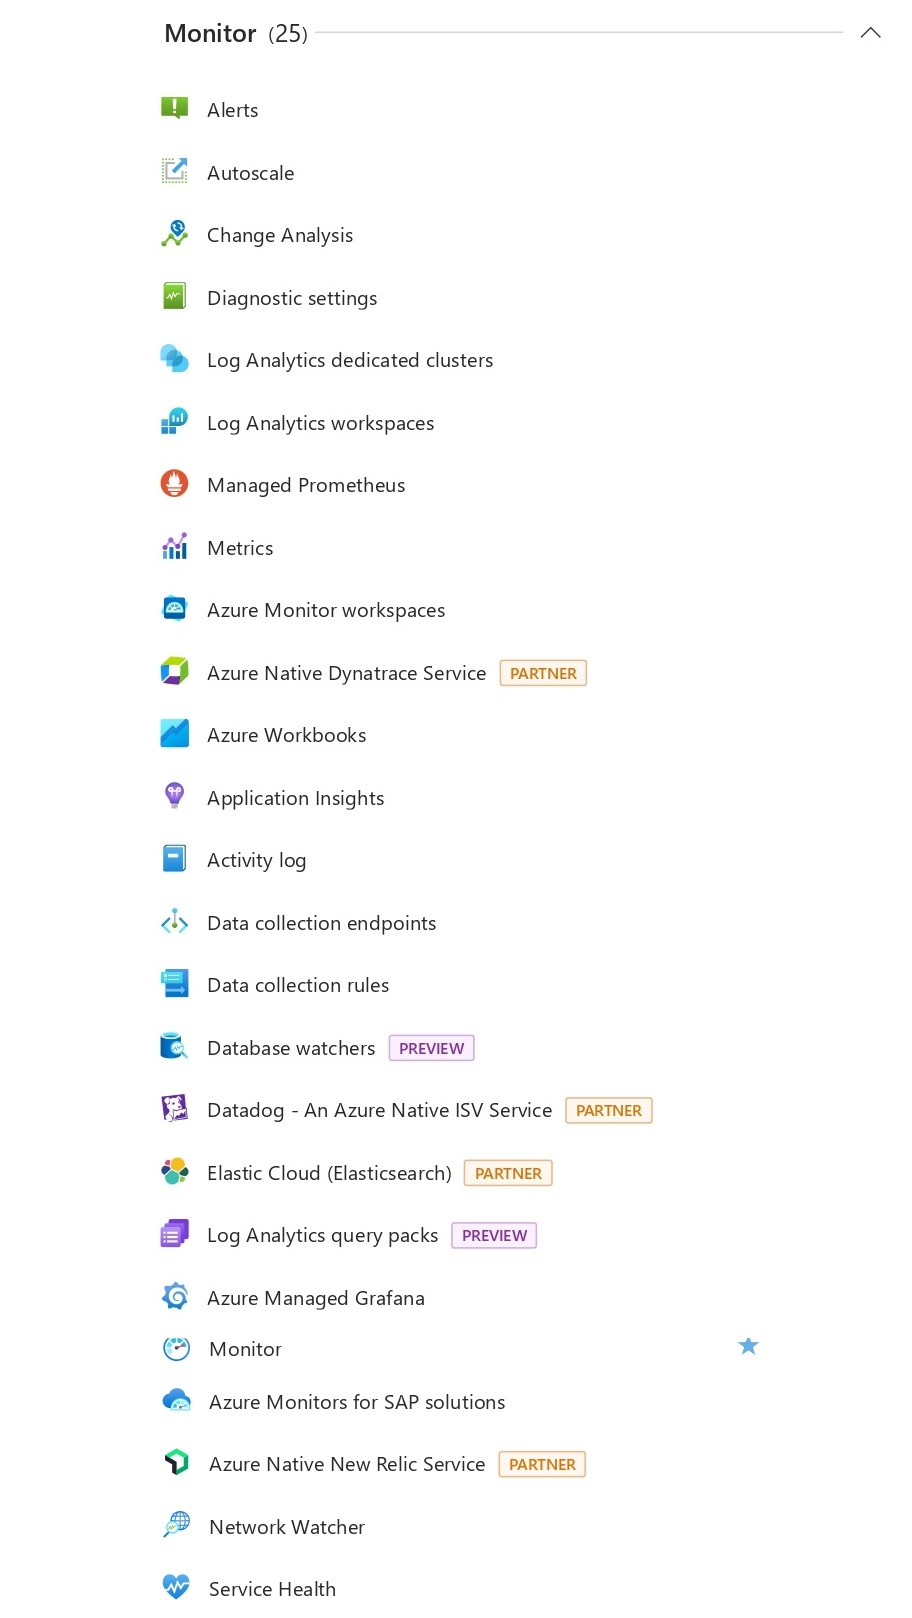 Monitor (25)
Alerts
Autoscale
Change Analysis
Diagnostic settings
Log Analytics dedicated clusters
Log Analytics workspaces
Managed Prometheus
Metrics
Azure Monitor workspaces
Azure Native Dynatrace Service PARTNER
Azure Workbooks
Application Insights
Activity log
Data collection endpoints
Data collection rules
Database watchers PREVIEW
Datadog - An Azure Native ISV Service PARTNER
Elastic Cloud (Elasticsearch) PARTNER
Log Analytics query packs PREVIEW
Azure Managed Grafana
Monitor
Azure Monitors for SAP solutions
Azure Native New Relic Service PARTNER
Network Watcher
Service Health